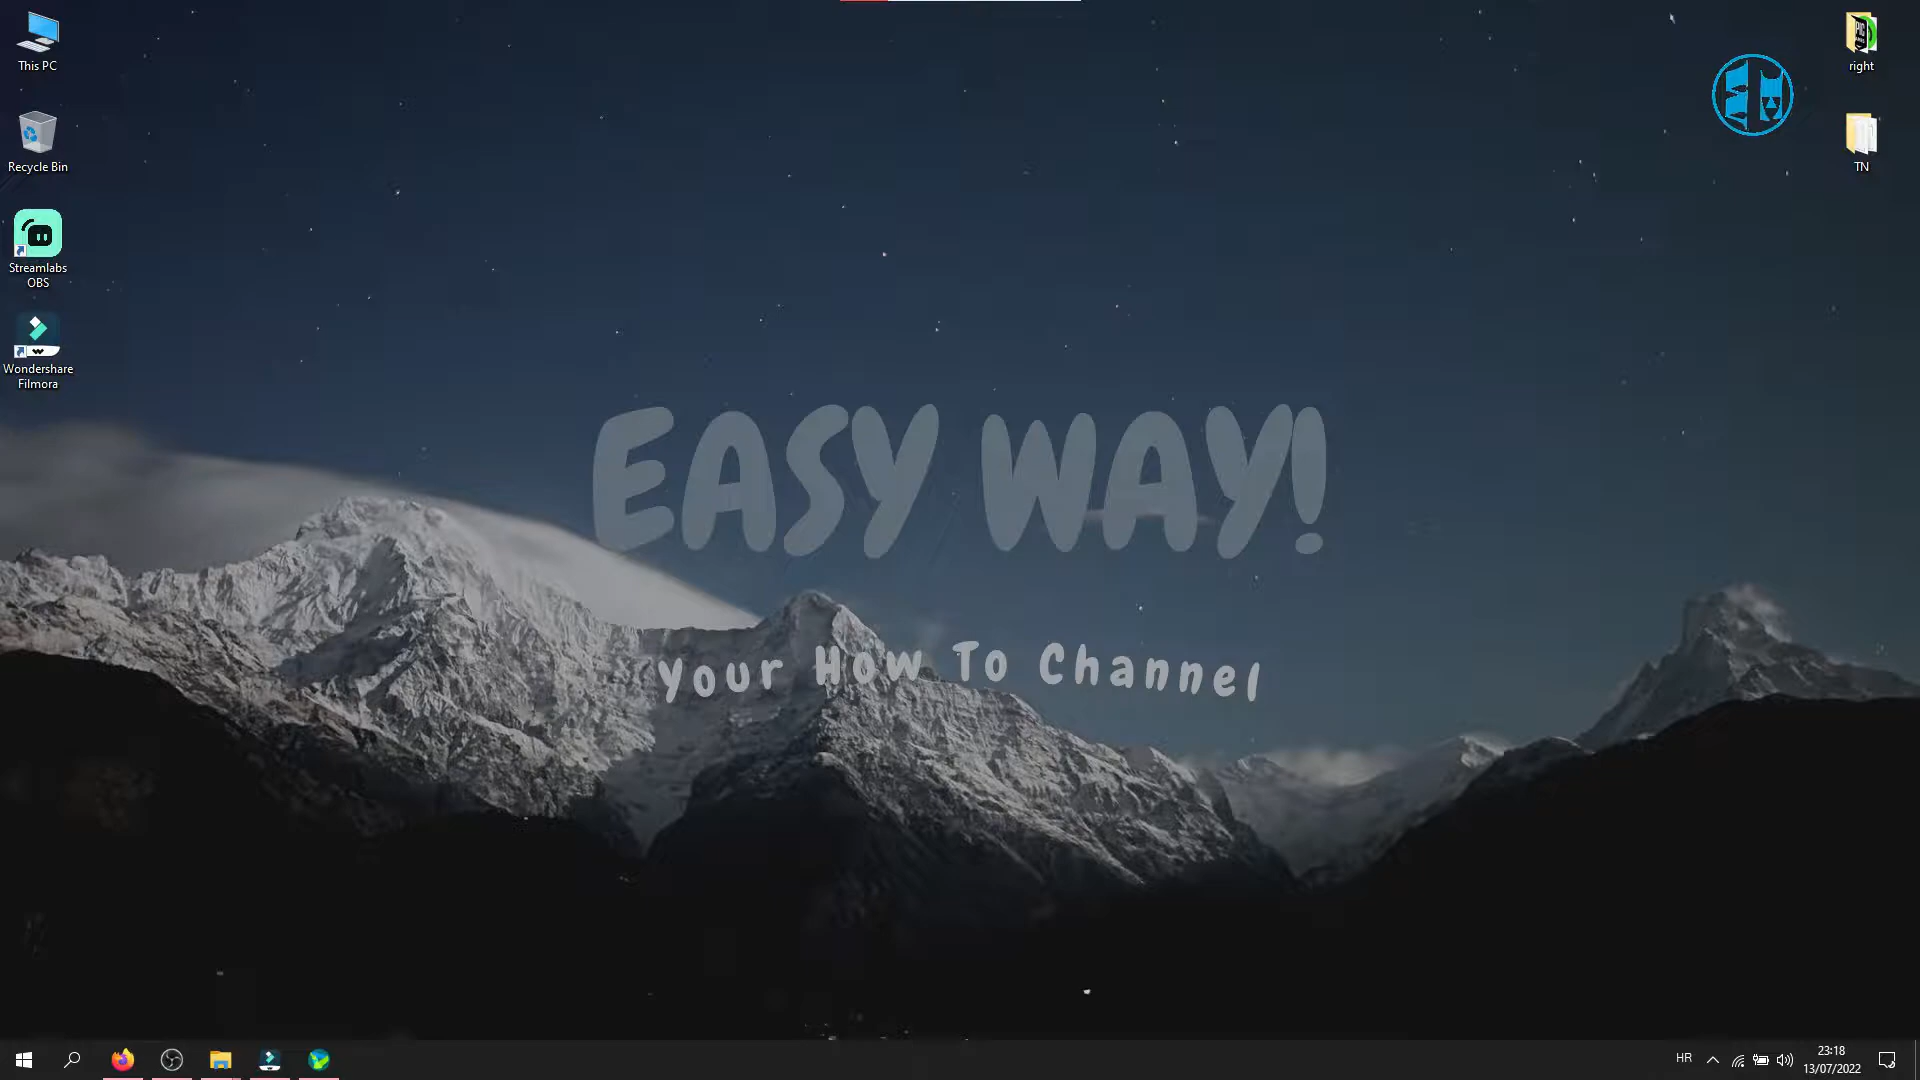 This PC
right
Recycle Bin
TN
Streamlabs
OBS
Wondershare
Filmora
EASY WAY!
Your How To Channel
HR
23:18
13/07/2022